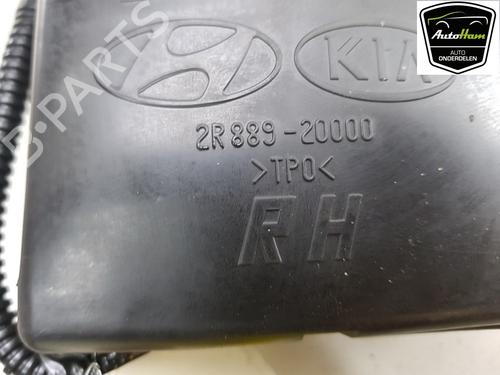 AutoHam
AUTO
ONDERDELEN
KIA
2R889-20000
>TPO<
RH
B-PARTS